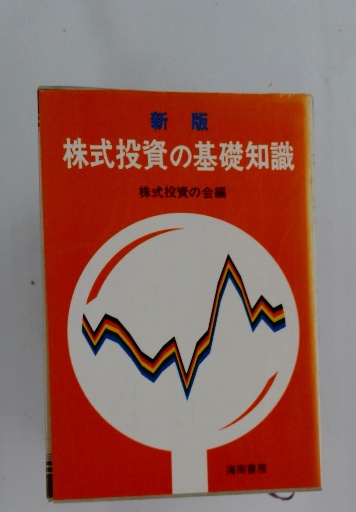 新版
株式投資の基礎知識
株式投資の会編
海南書房